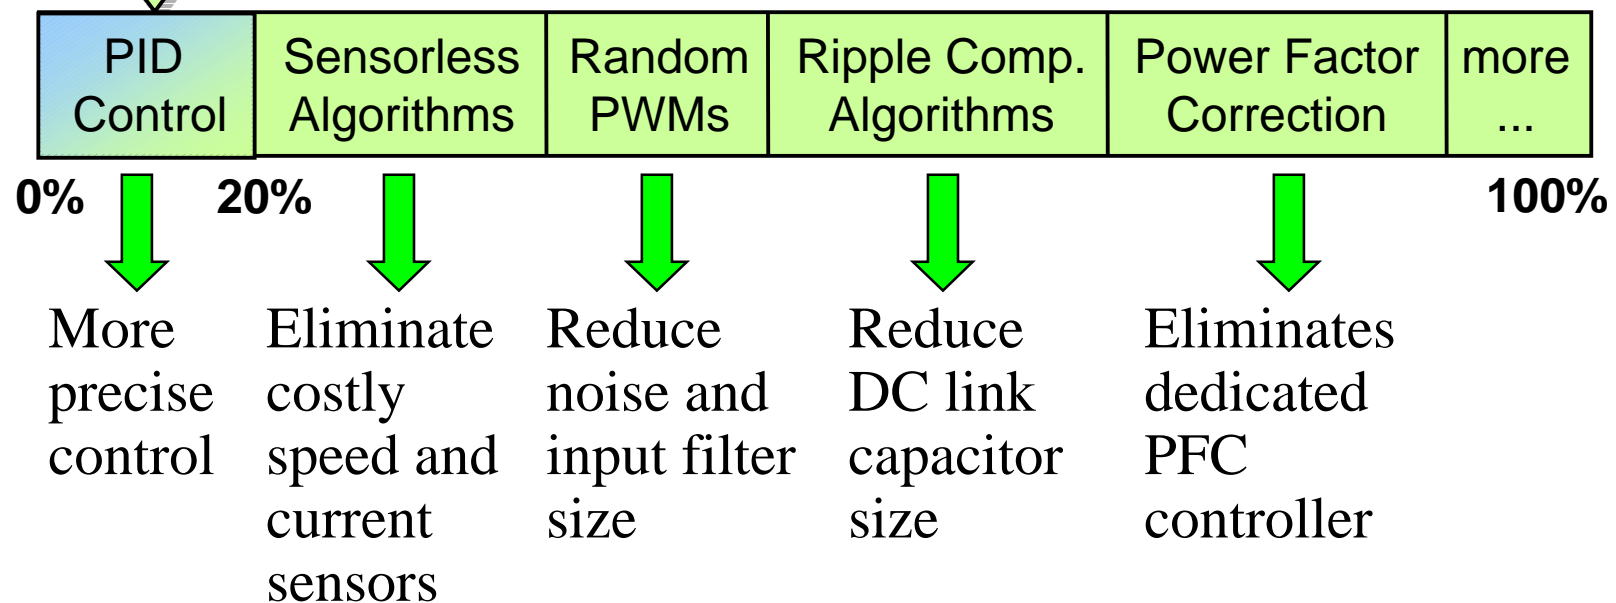 PID
Control
Sensorless
Algorithms
Random
PWMs
Ripple Comp.
Algorithms
Power Factor
Correction
more
...
0%
20%
100%
More
precise
control
Eliminate
costly
speed and
current
sensors
Reduce
noise and
input filter
size
Reduce
DC link
capacitor
size
Eliminates
dedicated
PFC
controller